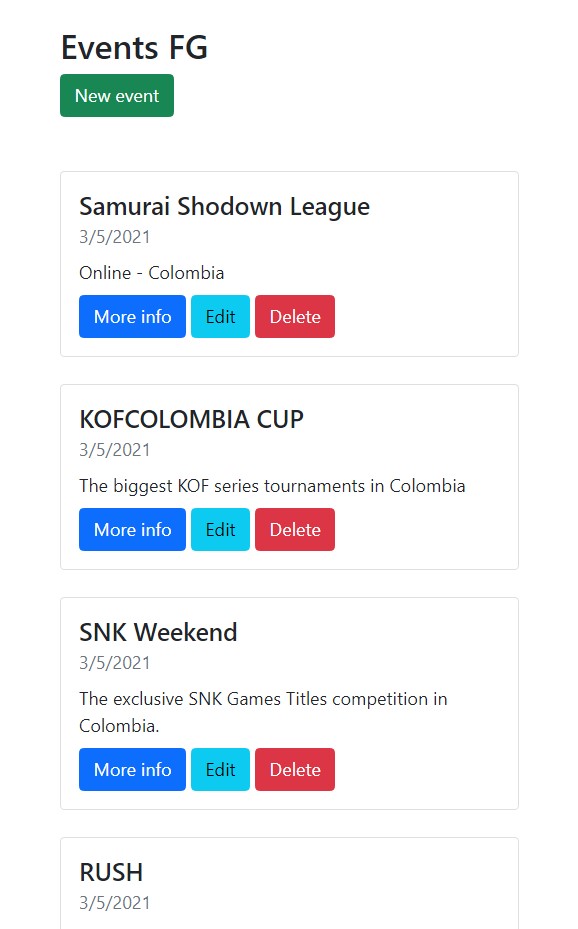 Events FG
New event
Samurai Shodown League
3/5/2021
Online - Colombia
More info Edit Delete
KOFCOLOMBIA CUP
3/5/2021
The biggest KOF series tournaments in Colombia
More info Edit Delete
SNK Weekend
3/5/2021
The exclusive SNK Games Titles competition in
Colombia.
More info Edit Delete
RUSH
3/5/2021